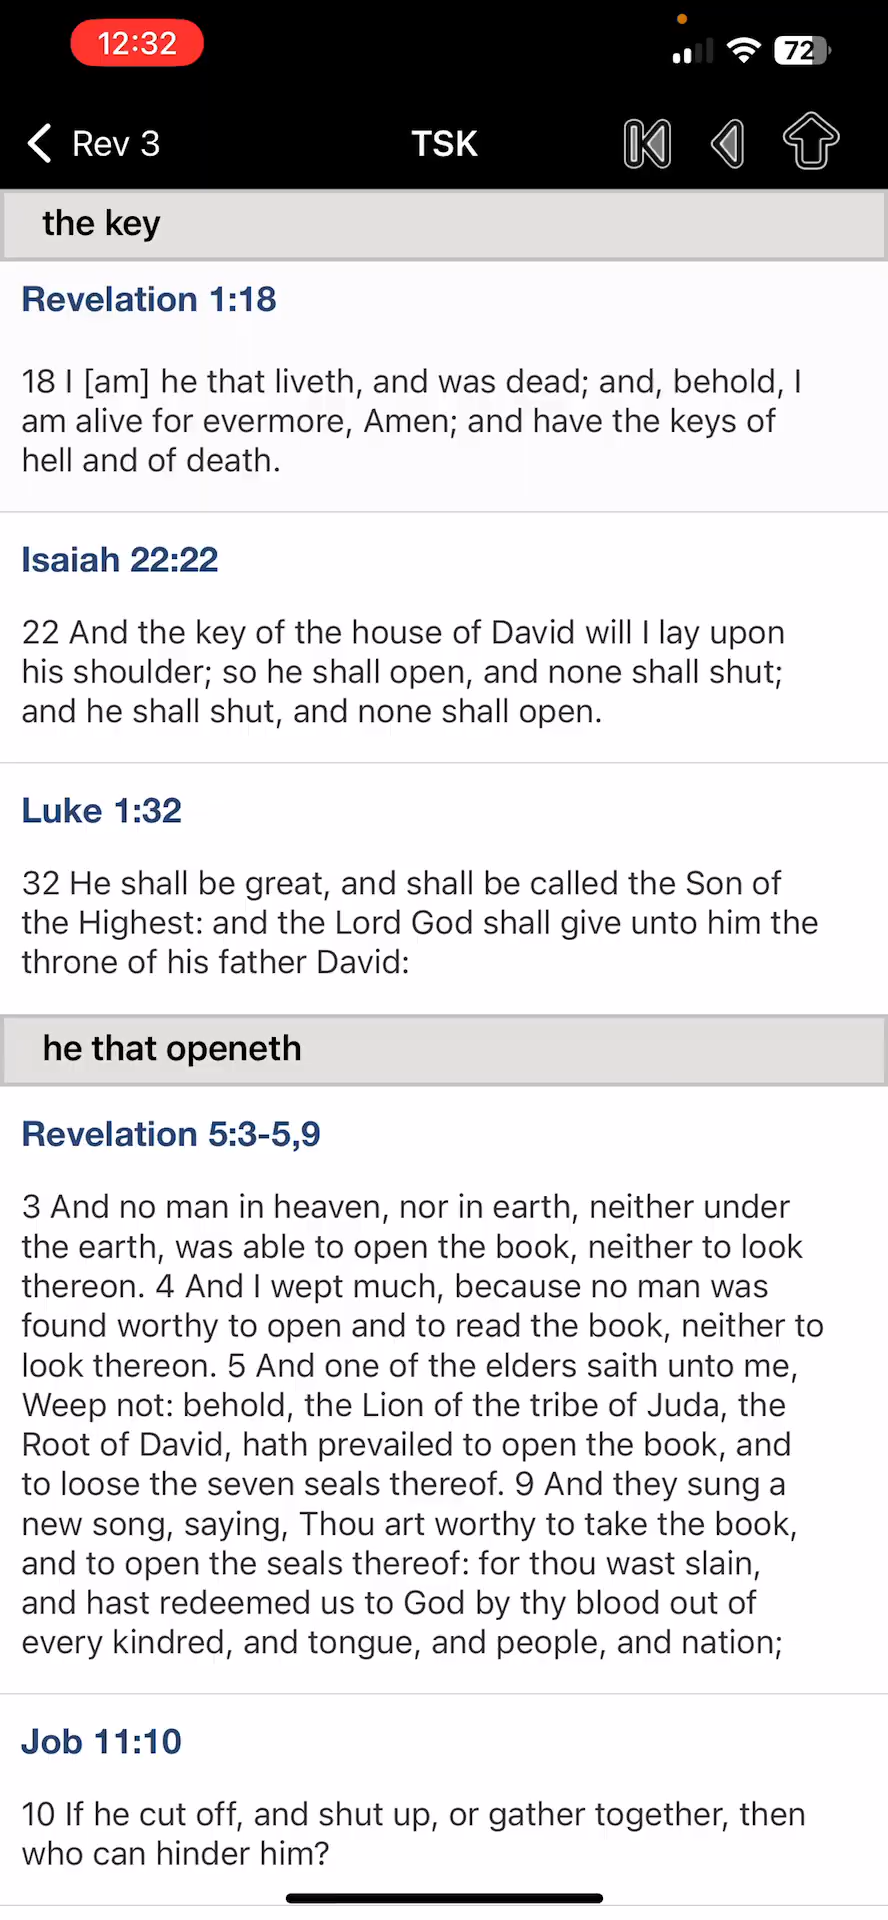 12:32
72
Rev 3
TSK
the key
Revelation 1:18
18 I [am] he that liveth, and was dead; and, behold, I
am alive for evermore, Amen; and have the keys of
hell and of death.
Isaiah 22:22
22 And the key of the house of David will I lay upon
his shoulder; so he shall open, and none shall shut;
and he shall shut, and none shall open.
Luke 1:32
32 He shall be great, and shall be called the Son of
the Highest: and the Lord God shall give unto him the
throne of his father David:
he that openeth
Revelation 5:3-5,9
3 And no man in heaven, nor in earth, neither under
the earth, was able to open the book, neither to look
thereon. 4 And I wept much, because no man was
found worthy to open and to read the book, neither to
look thereon. 5 And one of the elders saith unto me,
Weep not: behold, the Lion of the tribe of Juda, the
Root of David, hath prevailed to open the book, and
to loose the seven seals thereof. 9 And they sung a
new song, saying, Thou art worthy to take the book,
and to open the seals thereof: for thou wast slain,
and hast redeemed us to God by thy blood out of
every kindred, and tongue, and people, and nation;
Job 11:10
10 If he cut off, and shut up, or gather together, then
who can hinder him?